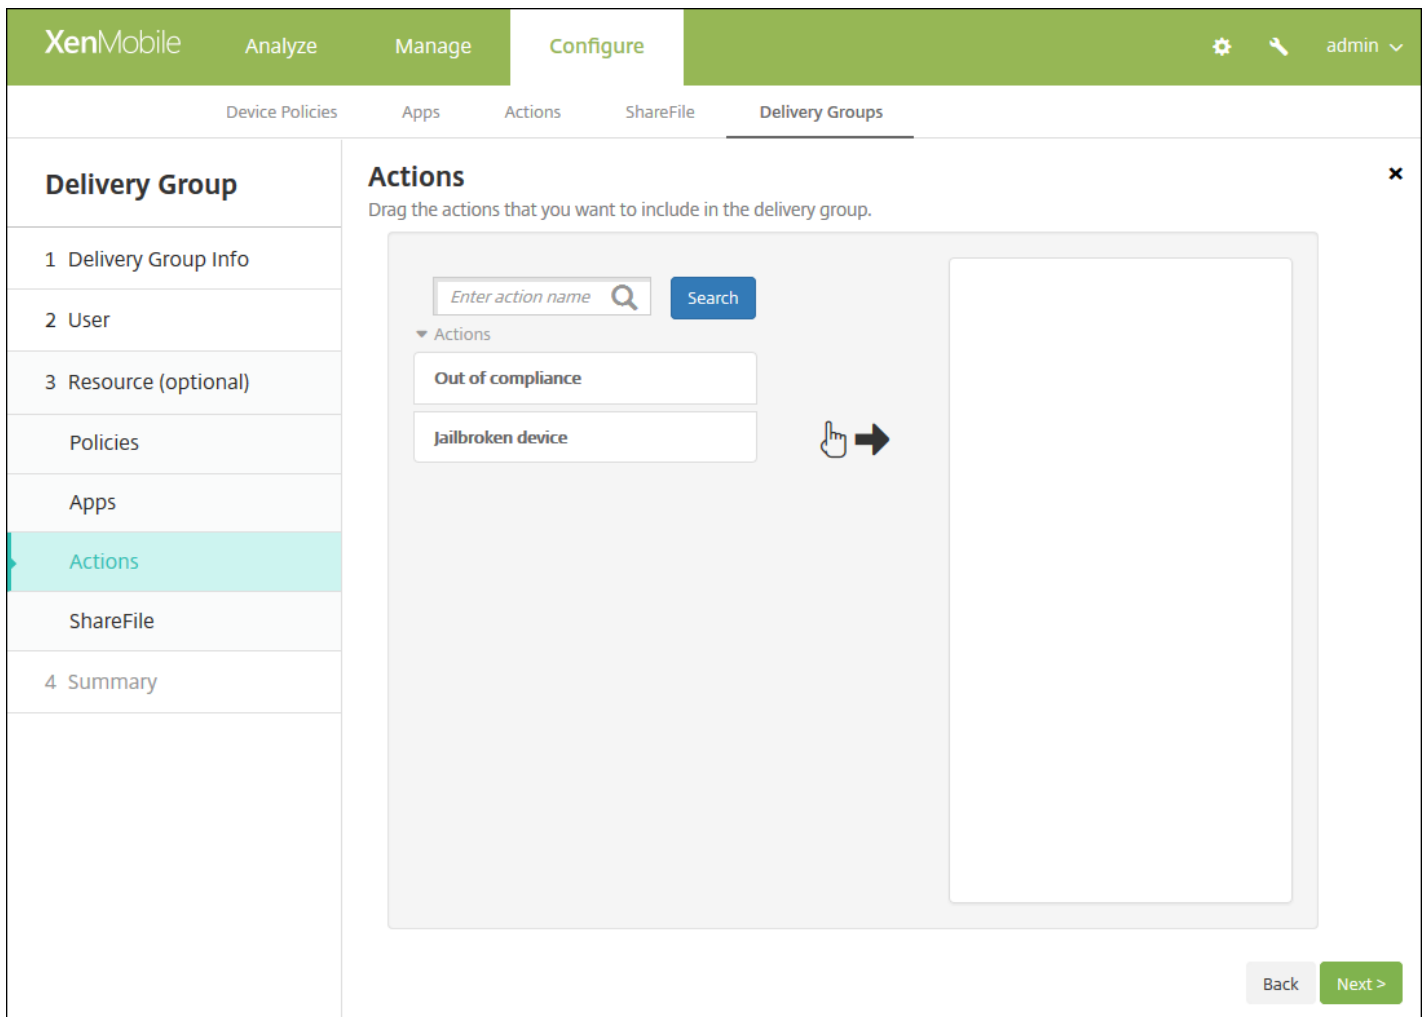 XenMobile Analyze Manage Configure admin
Device Policies Apps Actions ShareFile Delivery Groups
Delivery Group
1 Delivery Group Info
2 User
3 Resource (optional)
Policies
Apps
Actions
ShareFile
4 Summary
Actions
Drag the actions that you want to include in the delivery group.
Enter action name Search
Actions
Out of compliance
Jailbroken device
Back Next >